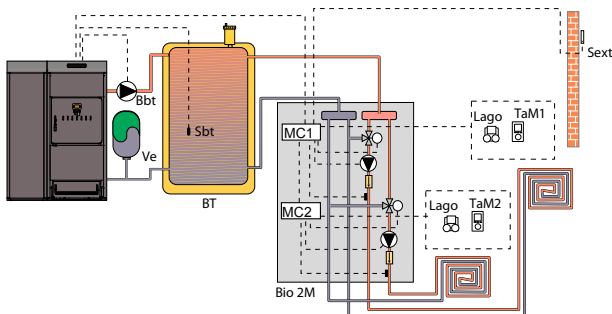 Sext
Bbt
MC1
Lago
TaM1
Sbt
Ve
BT
MC2
Lago
TaM2
Bio 2M